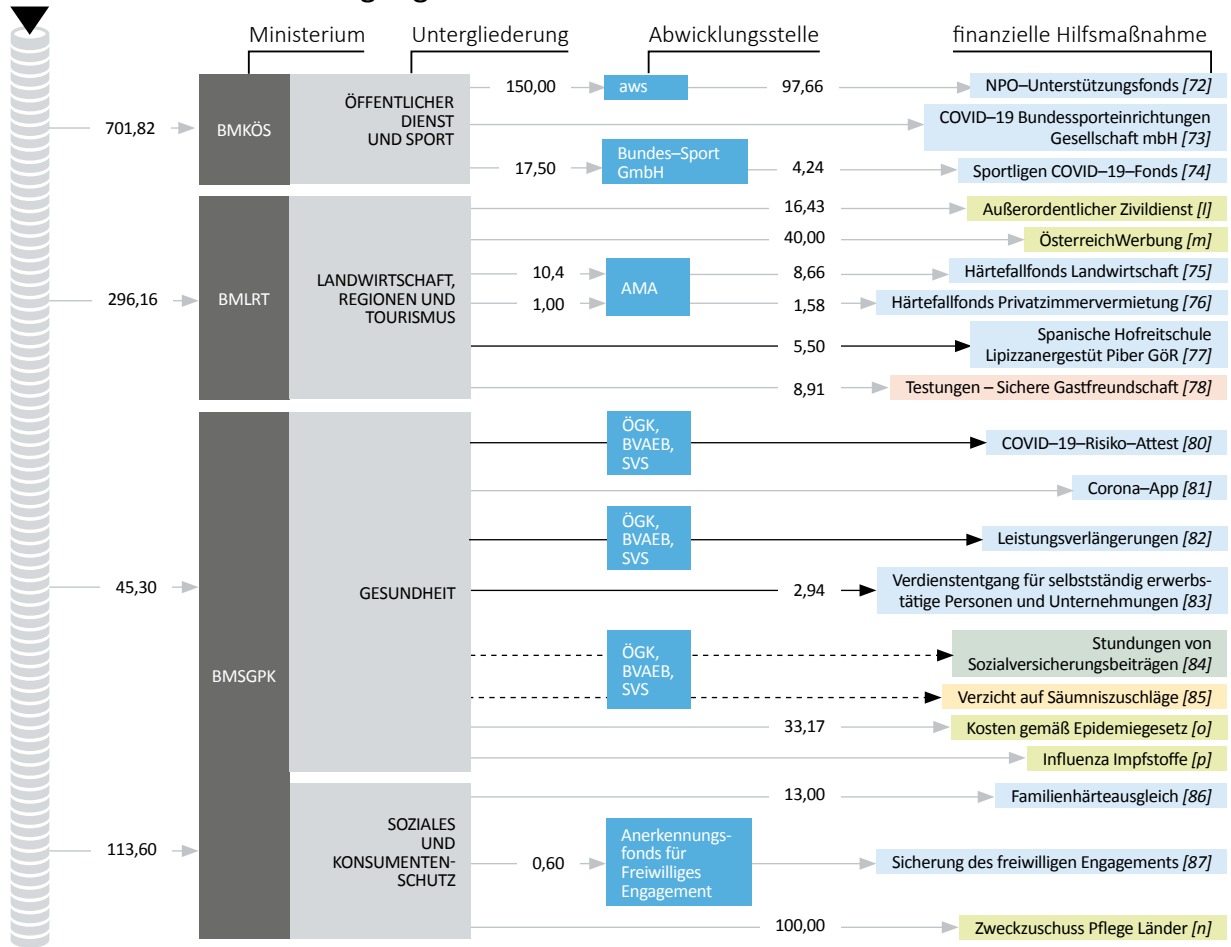 Ministerium Untergliederung Abwicklungsstelle finanzielle Hilfsmaßnahme
701,82
BMKÖS
ÖFFENTLICHER
DIENST
UND SPORT
150,00 aws 97,66 NPO–Unterstützungsfonds [72]
COVID–19 Bundessporteinrichtungen
Gesellschaft mbH [73]
17,50
Bundes–Sport
GmbH
4,24 Sportligen COVID–19–Fonds [74]
296,16
BMLRT
LANDWIRTSCHAFT,
REGIONEN UND
TOURISMUS
16,43 Außerordentlicher Zivildienst [l]
40,00 ÖsterreichWerbung [m]
10,4
1,00
AMA
8,66 Härtefallfonds Landwirtschaft [75]
1,58 Härtefallfonds Privatzimmervermietung [76]
5,50
Spanische Hofreitschule
Lipizzanergestüt Piber GöR [77]
8,91 Testungen – Sichere Gastfreundschaft [78]
45,30
BMSGPK
GESUNDHEIT
ÖGK,
BVAEB,
SVS
COVID–19–Risiko–Attest [80]
Corona–App [81]
ÖGK,
BVAEB,
SVS
Leistungsverlängerungen [82]
2,94
Verdienstentgang für selbstständig erwerbs-
tätige Personen und Unternehmungen [83]
ÖGK,
BVAEB,
SVS
Stundungen von
Sozialversicherungsbeiträgen [84]
Verzicht auf Säumniszuschläge [85]
33,17 Kosten gemäß Epidemiegesetz [o]
Influenza Impfstoffe [p]
113,60
SOZIALES
UND
KONSUMENTEN-
SCHUTZ
13,00 Familienhärteausgleich [86]
0,60
Anerkennungs-
fonds für
Freiwilliges
Engagement
Sicherung des freiwilligen Engagements [87]
100,00 Zweckzuschuss Pflege Länder [n]